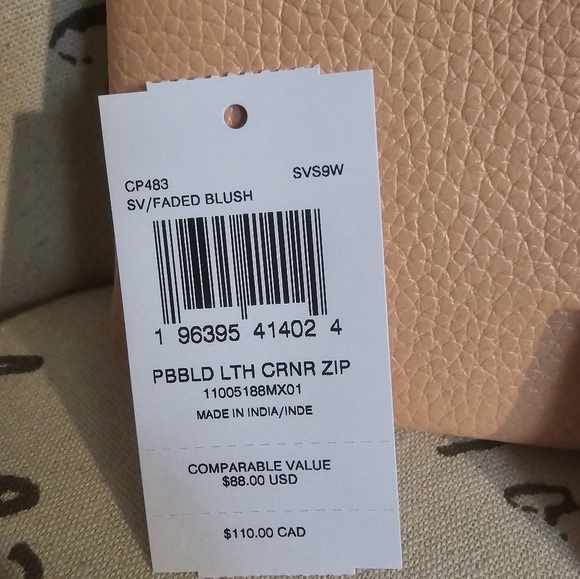 CP483 SVS9W
SV/FADED BLUSH
1 96395 41402 4
PBBLD LTH CRNR ZIP
11005188MX01
MADE IN INDIA/INDE
COMPARABLE VALUE
$88.00 USD
$110.00 CAD